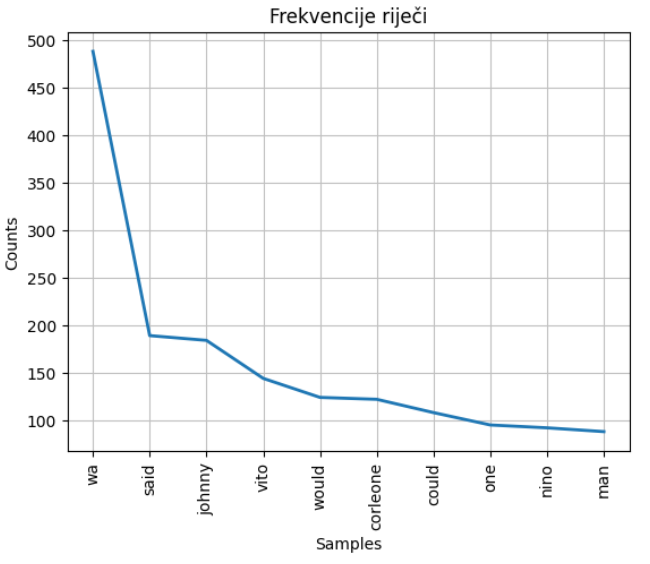 Frekvencije riječi
500
450
400
350
300
250
200
150
100
Counts
wa
said
johnny
vito
would
corleone
could
one
nino
man
Samples